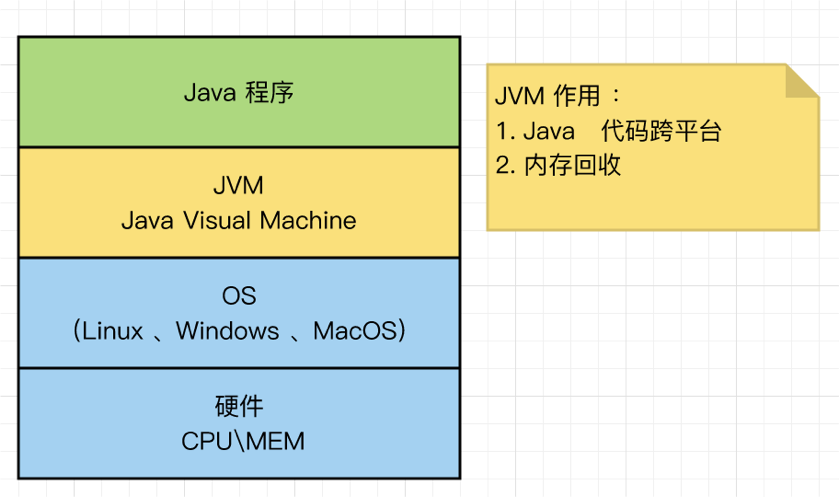 Java 程序
JVM
Java Visual Machine
OS
（Linux 、Windows 、MacOS）
硬件
CPU\MEM
JVM 作用：
1. Java 代码跨平台
2. 内存回收